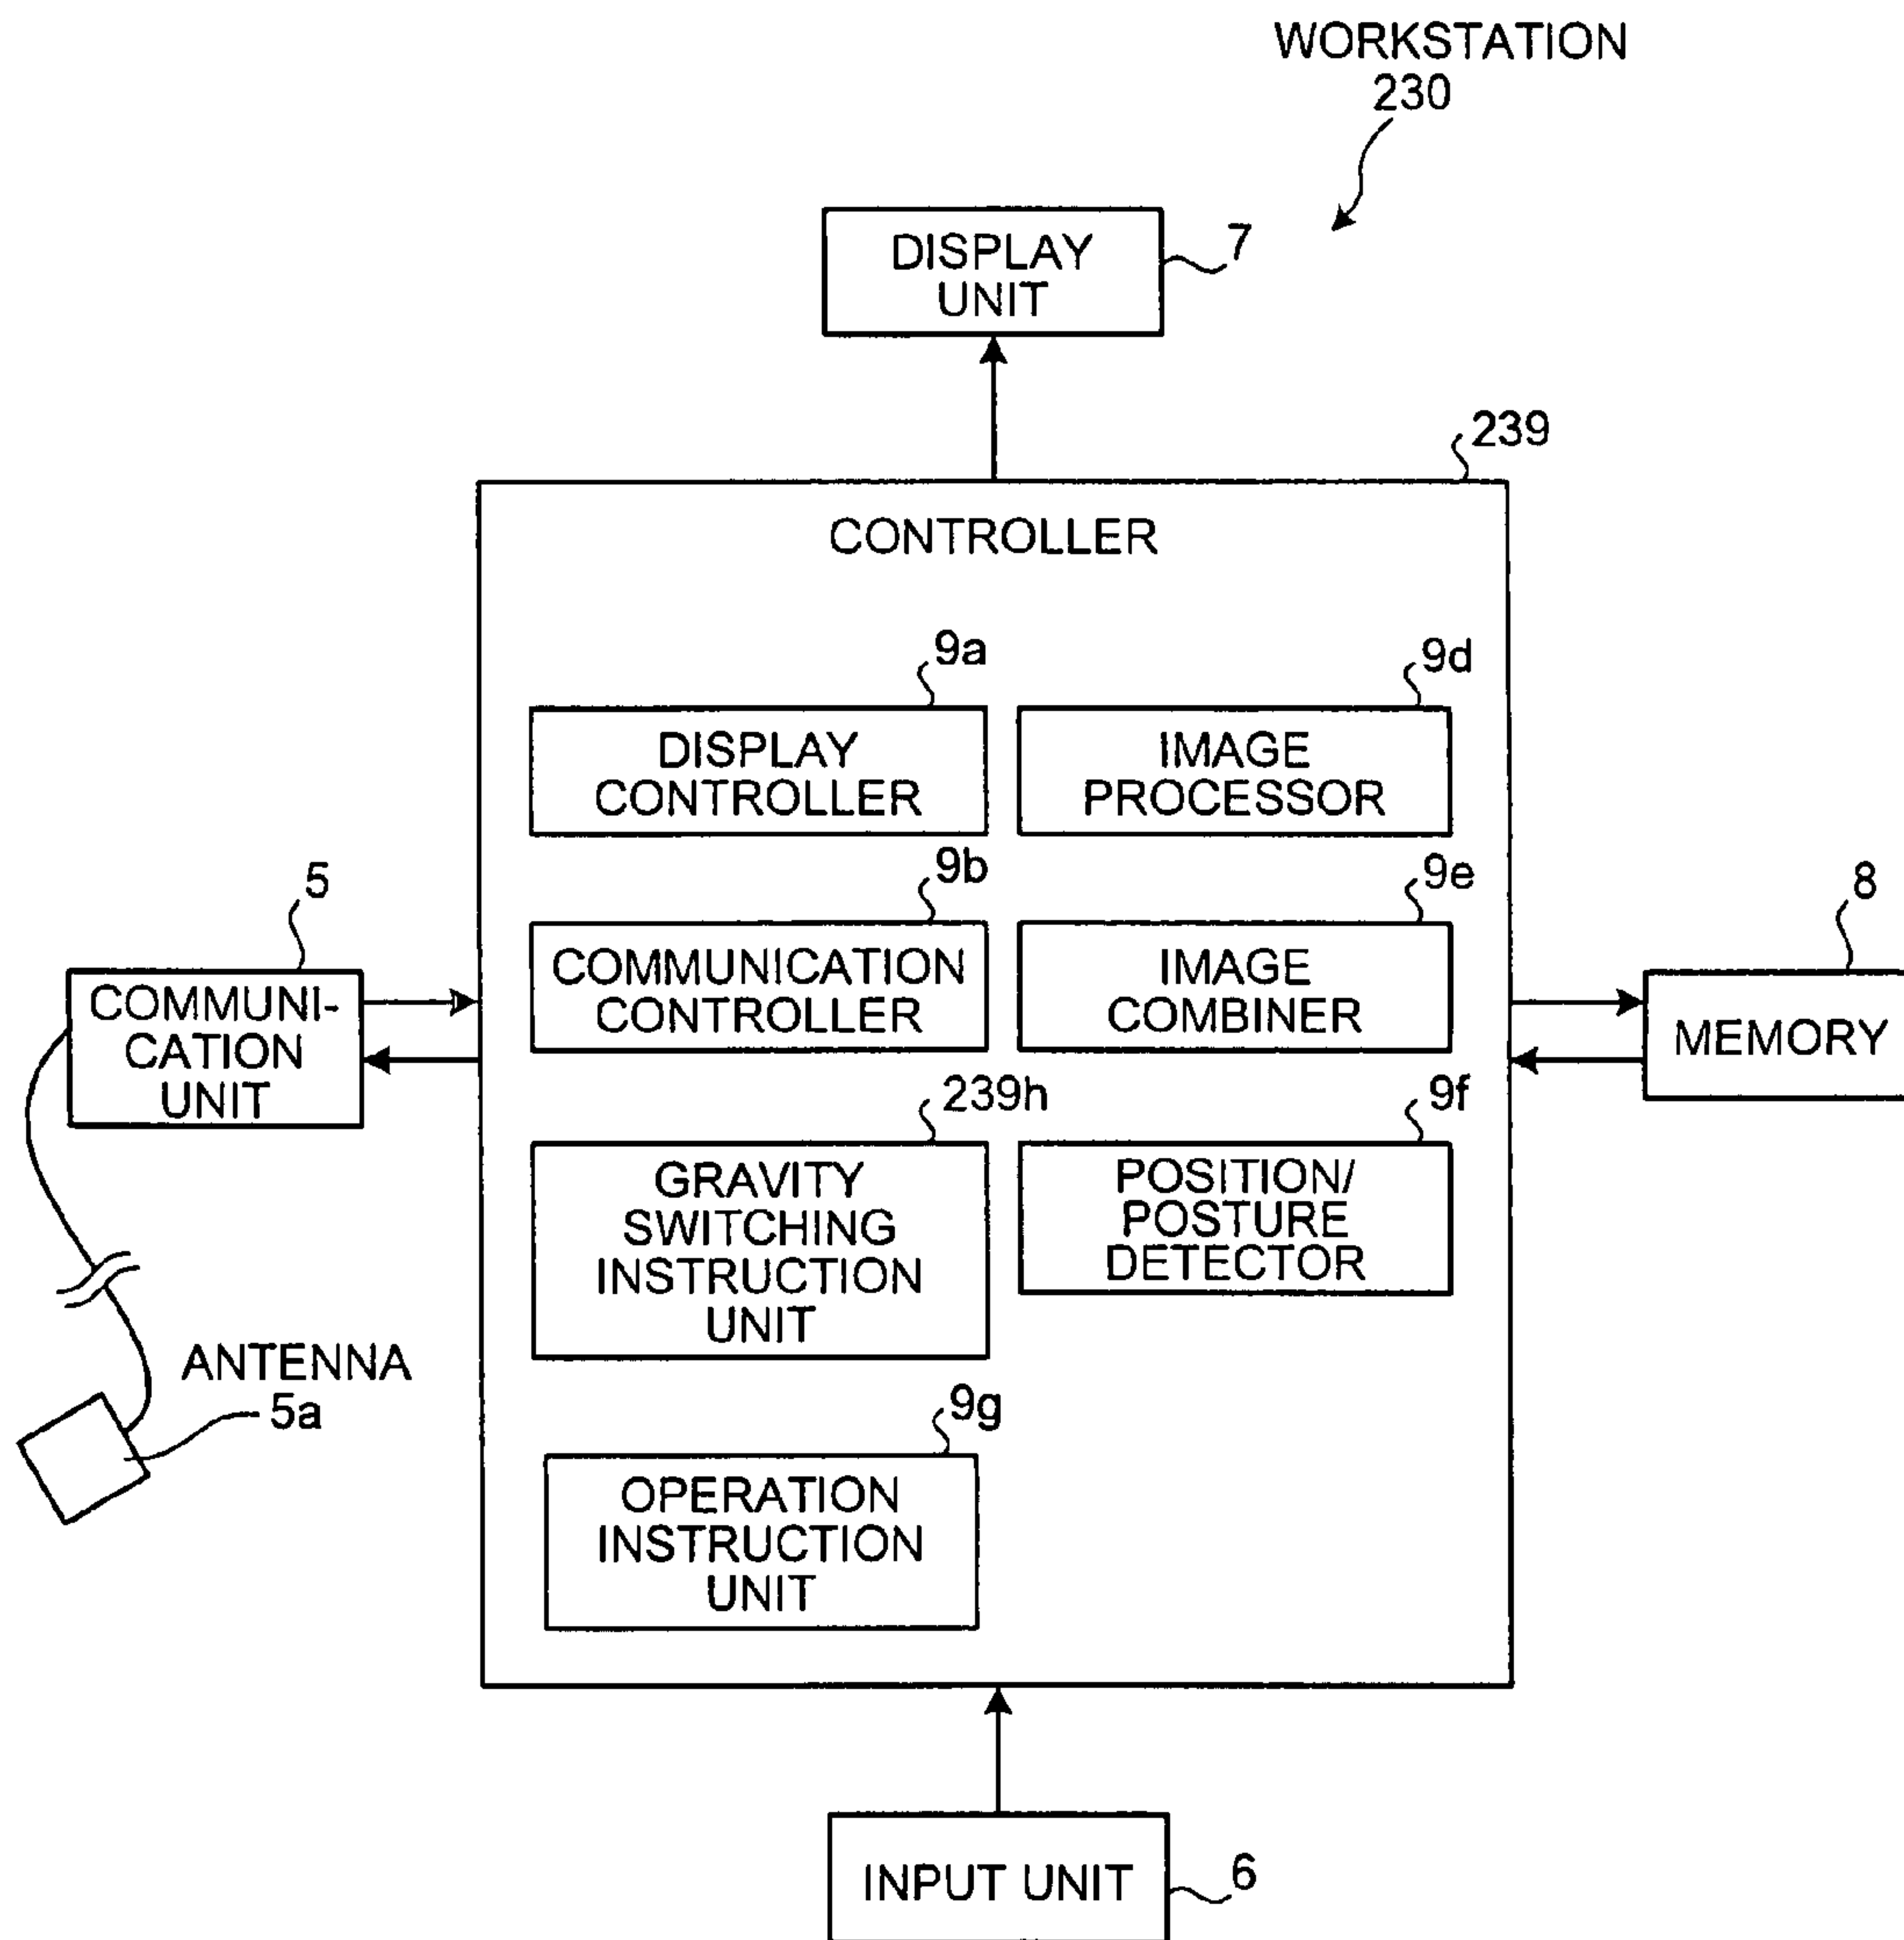 WORKSTATION
230
DISPLAY
UNIT
7
239
CONTROLLER
9a
DISPLAY
CONTROLLER
9d
IMAGE
PROCESSOR
9b
COMMUNICATION
CONTROLLER
9e
IMAGE
COMBINER
5
COMMUNI-
CATION
UNIT
8
MEMORY
239h
GRAVITY
SWITCHING
INSTRUCTION
UNIT
9f
POSITION/
POSTURE
DETECTOR
ANTENNA
5a
9g
OPERATION
INSTRUCTION
UNIT
INPUT UNIT
6